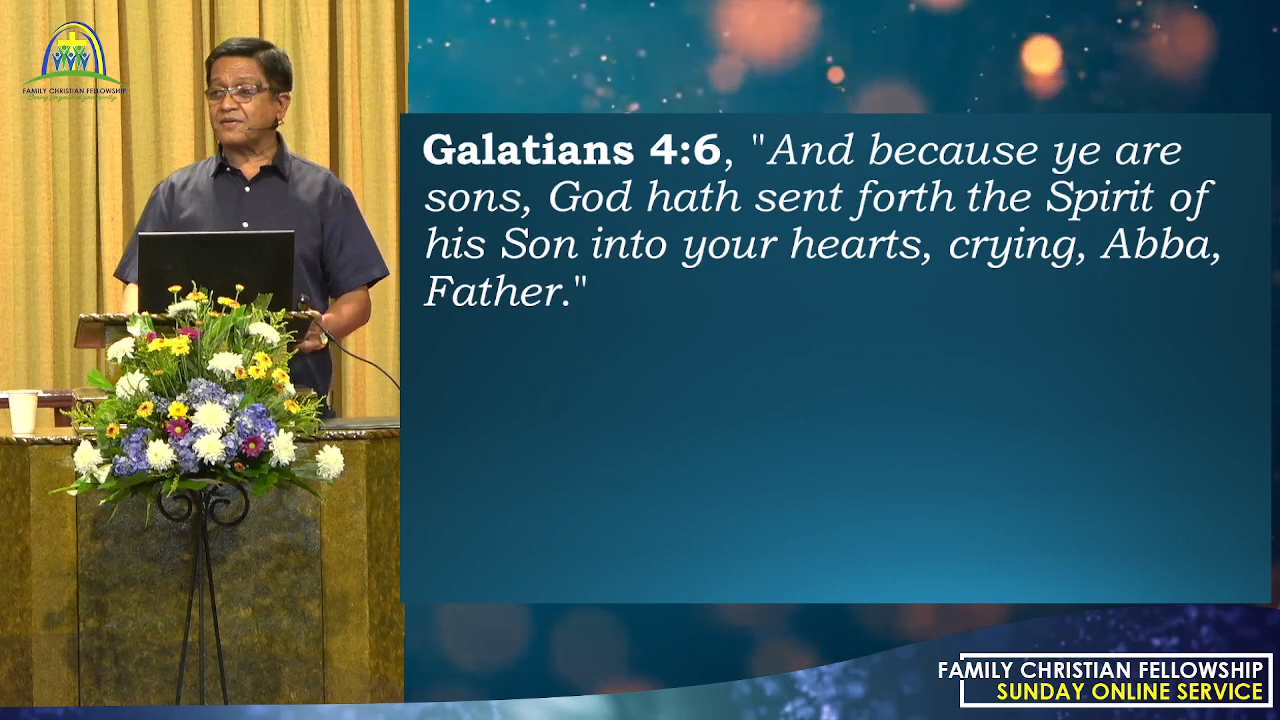 FAMILY CHRISTIAN FELLOWSHIP
Galatians 4:6, "And because ye are
sons, God hath sent forth the Spirit of
his Son into your hearts, crying, Abba,
Father."
FAMILY CHRISTIAN FELLOWSHIP
SUNDAY ONLINE SERVICE